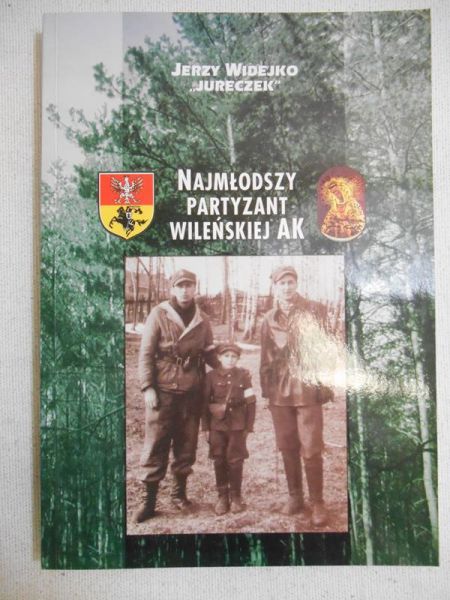 JERZY WIDEJKO
„JURECZEK"
NAJMŁODSZY
PARTYZANT
WILEŃSKIEJ AK